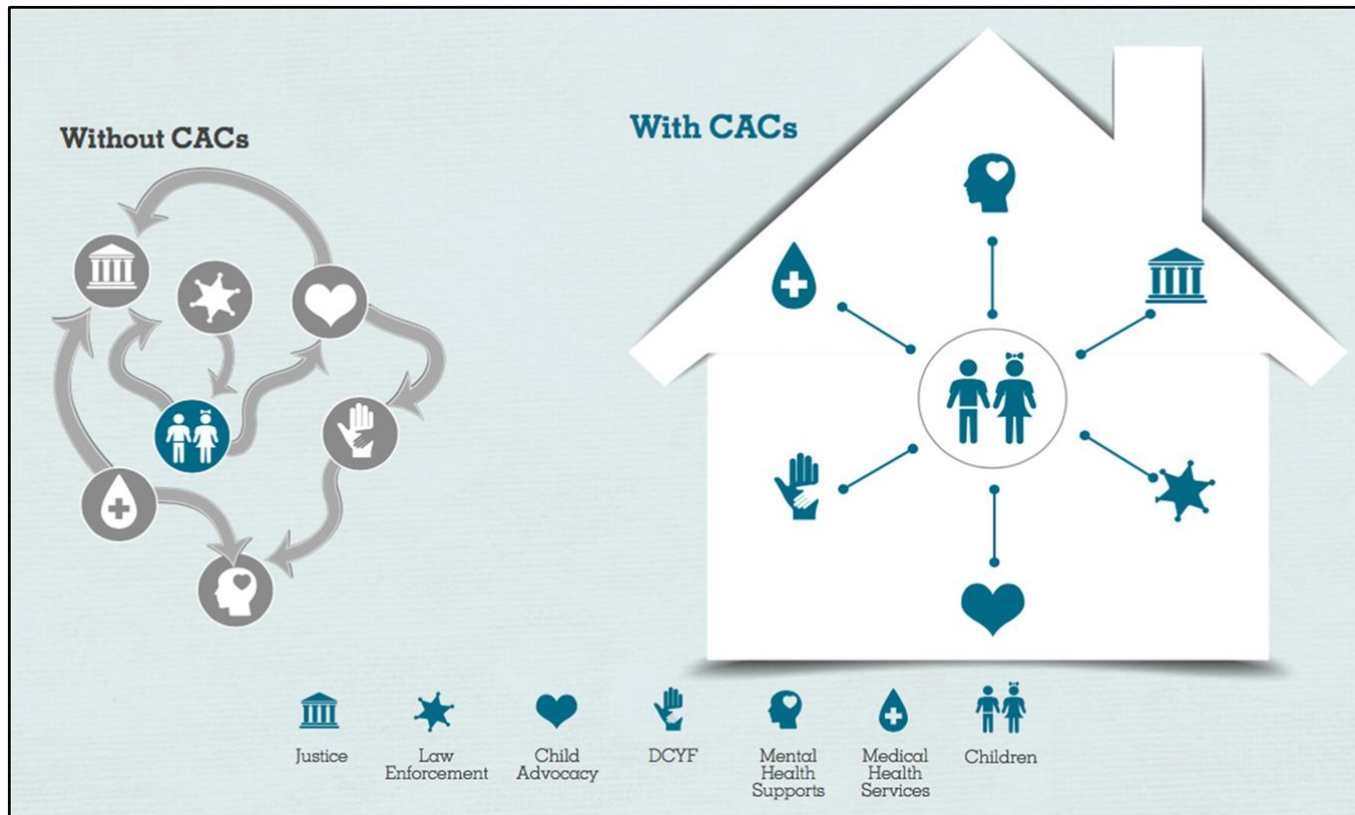 Without CACs
With CACs
Justice
Law
Enforcement
Child
Advocacy
DCYF
Mental
Health
Supports
Medical
Health
Services
Children